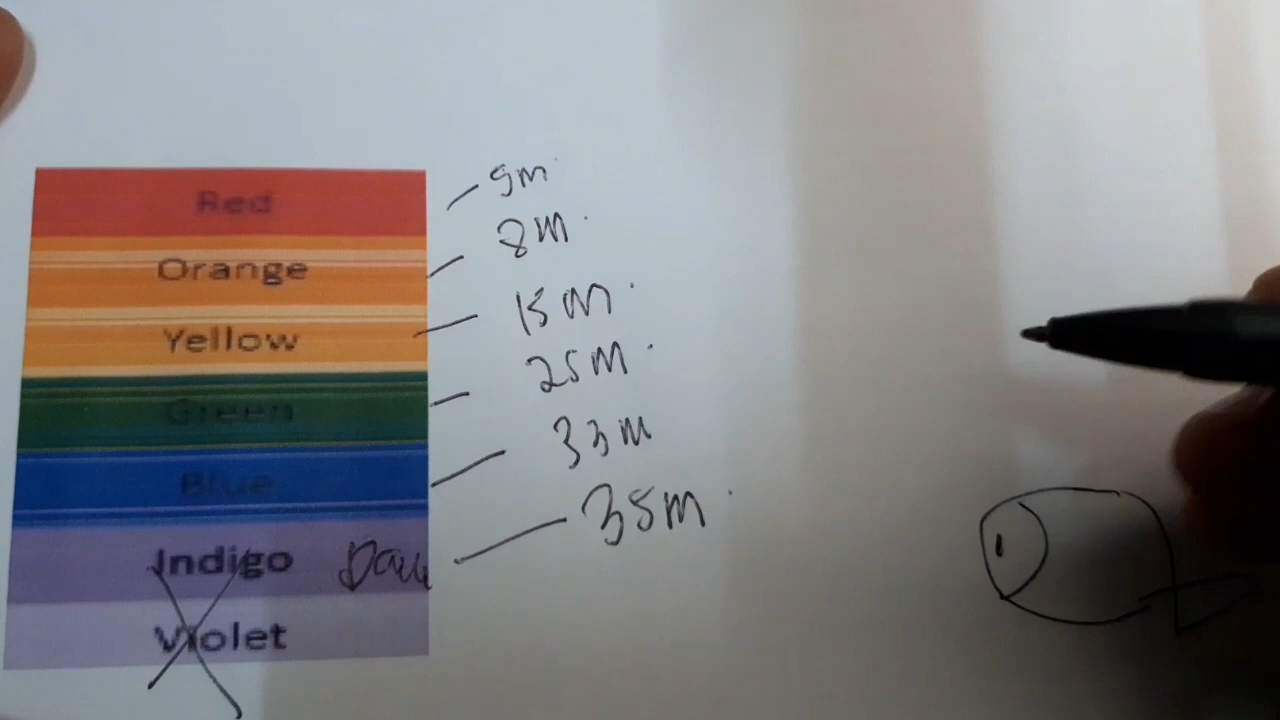 Red 5m
Orange 8m
Yellow 15m
Green 25m
Blue 33m
Indigo 35m
Violet